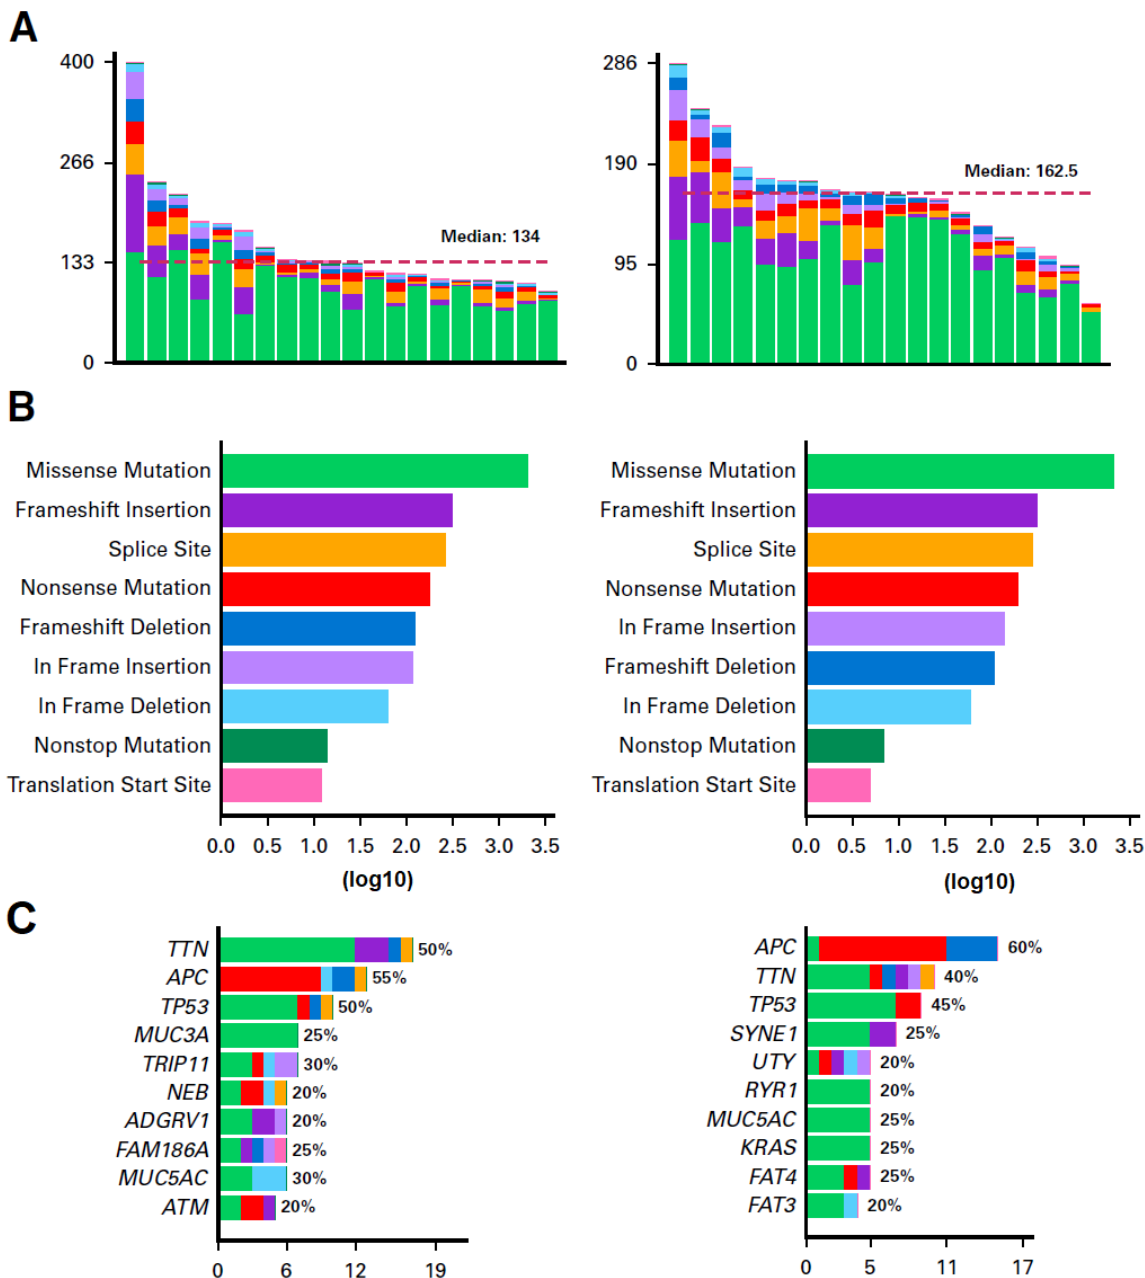 A
400
266
133
0
Median: 134
286
190
95
0
Median: 162.5
B
Missense Mutation
Frameshift Insertion
Splice Site
Nonsense Mutation
Frameshift Deletion
In Frame Insertion
In Frame Deletion
Nonstop Mutation
Translation Start Site
0.0 0.5 1.0 1.5 2.0 2.5 3.0 3.5
(log10)
Missense Mutation
Frameshift Insertion
Splice Site
Nonsense Mutation
In Frame Insertion
Frameshift Deletion
In Frame Deletion
Nonstop Mutation
Translation Start Site
0.0 0.5 1.0 1.5 2.0 2.5 3.0 3.5
(log10)
C
TTN 50%
APC 55%
TP53 50%
MUC3A 25%
TRIP11 30%
NEB 20%
ADGRV1 20%
FAM186A 25%
MUC5AC 30%
ATM 20%
0 6 12 19
APC 60%
TTN 40%
TP53 45%
SYNE1 25%
UTY 20%
RYR1 20%
MUC5AC 25%
KRAS 25%
FAT4 25%
FAT3 20%
0 5 11 17